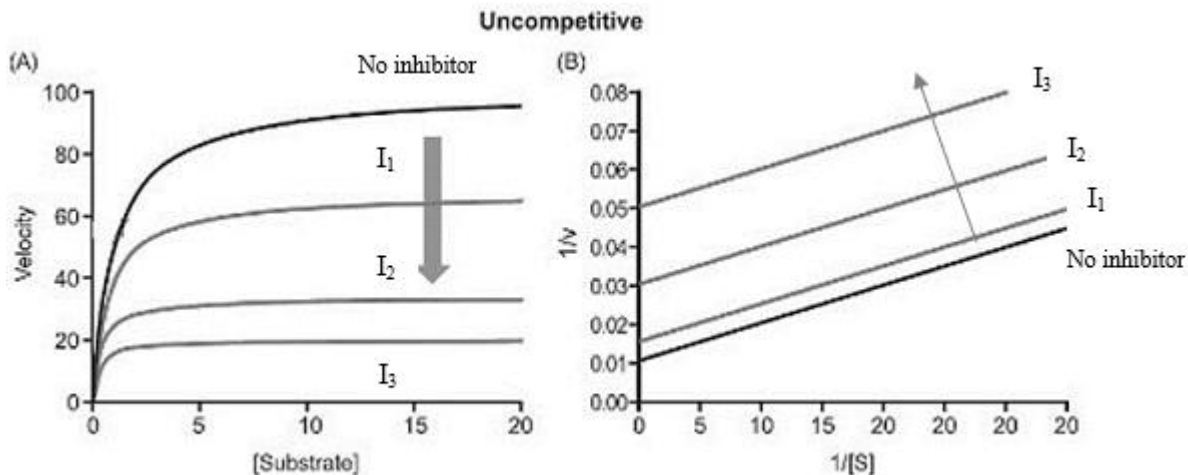 Uncompetitive
(A)
No inhibitor
100
80
60
40
20
0
Velocity
I₁
I₂
I₃
0 5 10 15 20
[Substrate]
(B)
0.08
0.07
0.06
0.05
0.04
0.03
0.02
0.01
0.00
1/v
I₃
I₂
I₁
No inhibitor
0 5 10 15 20 20 20 20
1/[S]